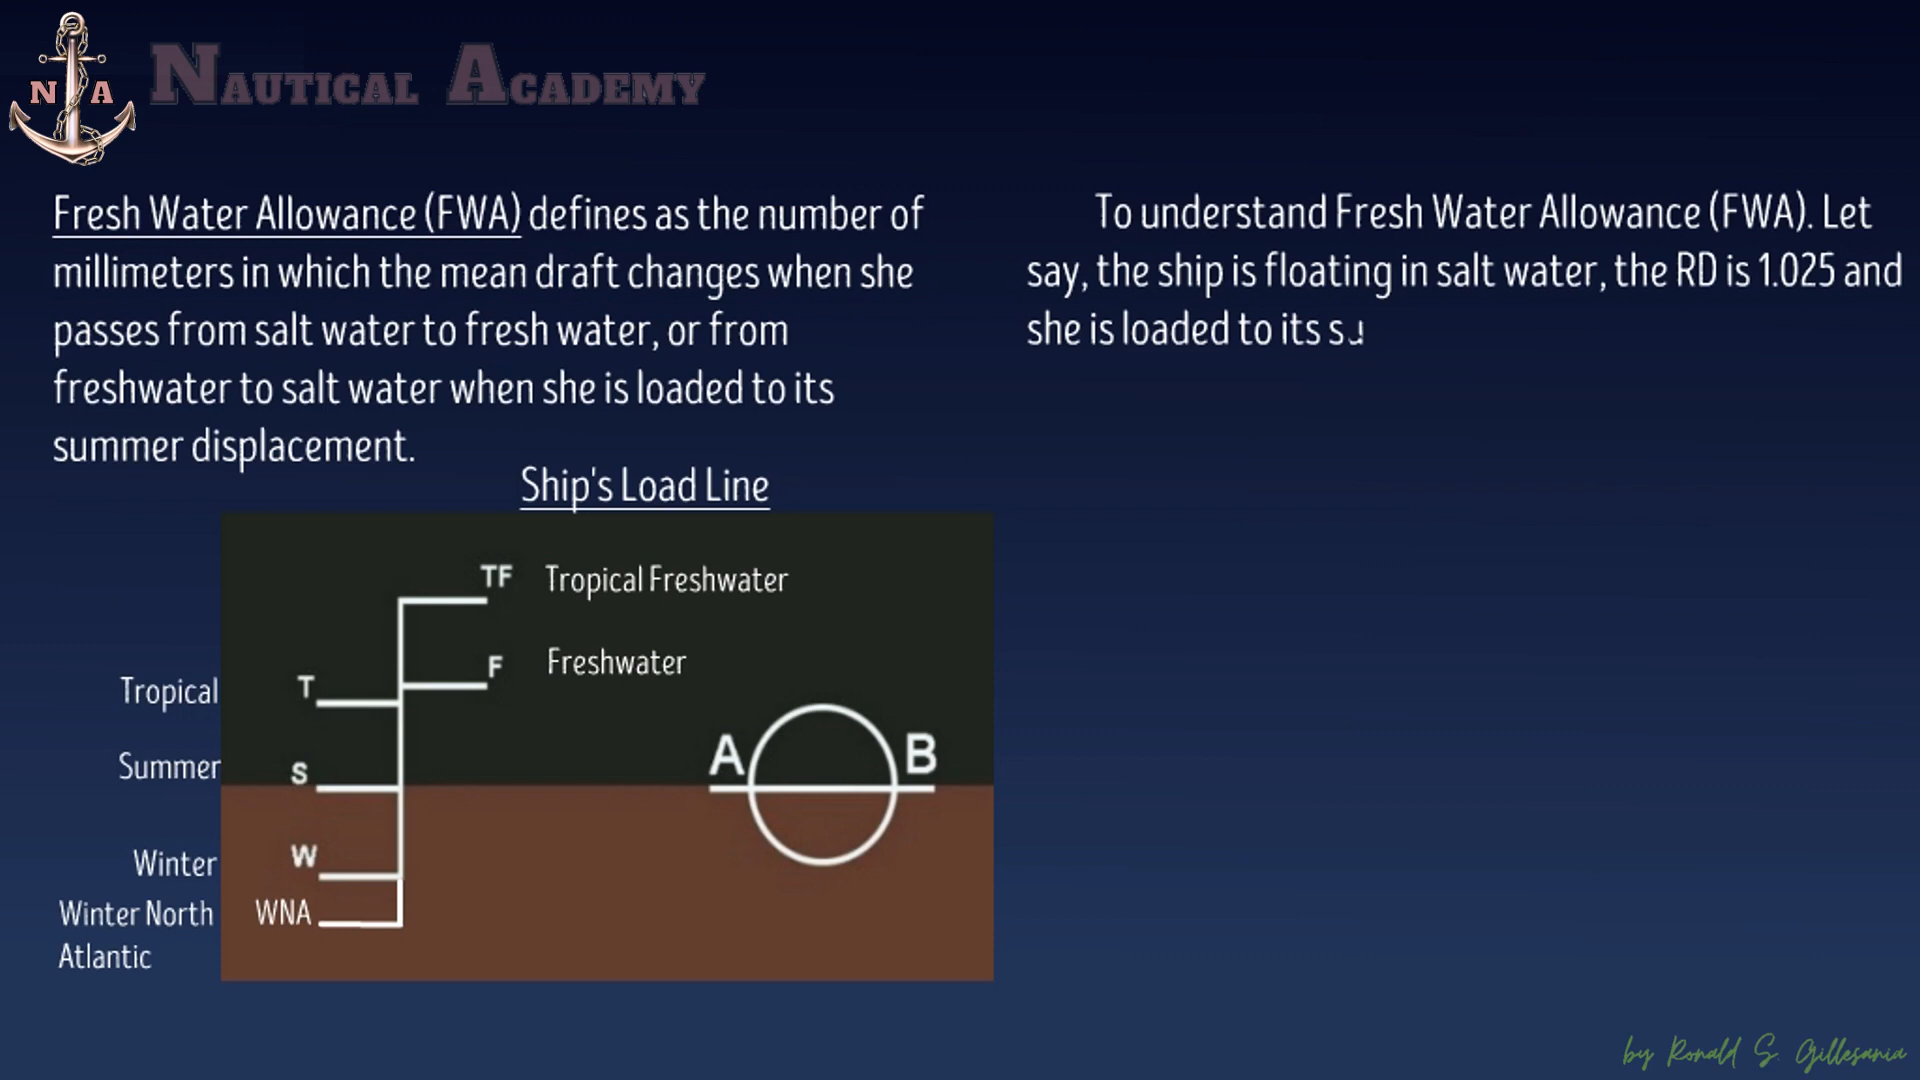 N A
NAUTICAL ACADEMY
Fresh Water Allowance (FWA) defines as the number of
millimeters in which the mean draft changes when she
passes from salt water to fresh water, or from
freshwater to salt water when she is loaded to its
summer displacement.
To understand Fresh Water Allowance (FWA). Let
say, the ship is floating in salt water, the RD is 1.025 and
she is loaded to its
Ship's Load Line
TF Tropical Freshwater
F Freshwater
Tropical T
A B
Summer S
Winter W
Winter North WNA
Atlantic
by Ronald S. Gillesania